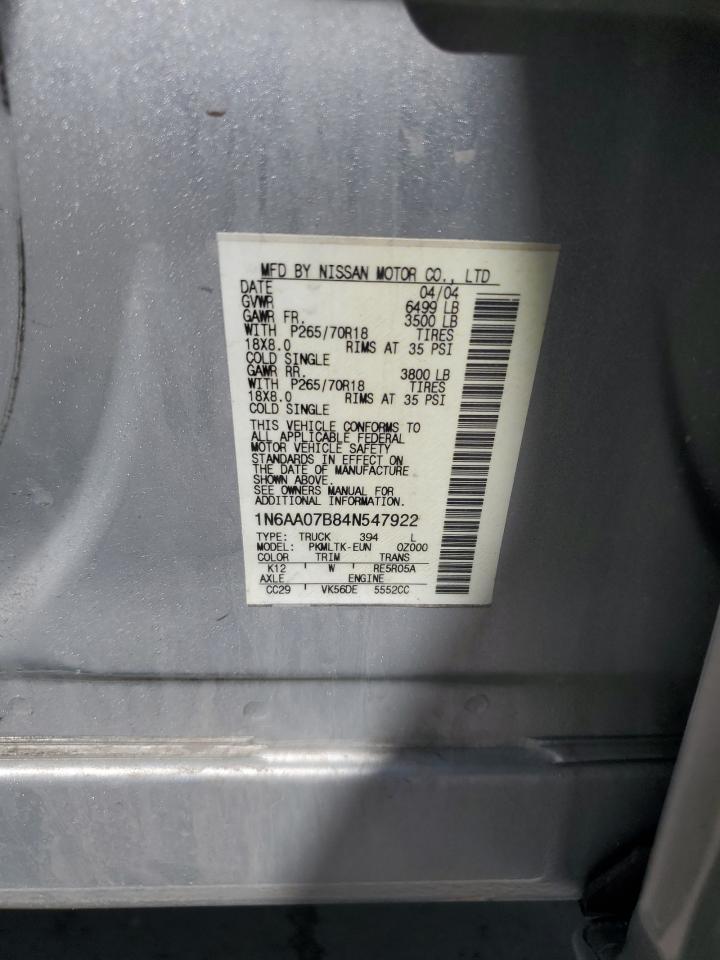 MFD BY NISSAN MOTOR CO., LTD
DATE 04/04
GVWR 6499 LB
GAWR FR. 3500 LB
WITH P265/70R18 TIRES
18X8.0 RIMS AT 35 PSI
COLD SINGLE
GAWR RR. 3800 LB
WITH P265/70R18 TIRES
18X8.0 RIMS AT 35 PSI
COLD SINGLE
THIS VEHICLE CONFORMS TO
ALL APPLICABLE FEDERAL
MOTOR VEHICLE SAFETY
STANDARDS IN EFFECT ON
THE DATE OF MANUFACTURE
SHOWN ABOVE.
SEE OWNERS MANUAL FOR
ADDITIONAL INFORMATION
1N6AA07B84N547922
TYPE: TRUCK 394 L
MODEL: PKMLTK-EUN 0Z000
COLOR TRIM TRANS
K12 W RE5R05A
AXLE ENGINE
CC29 VK56DE 5552CC